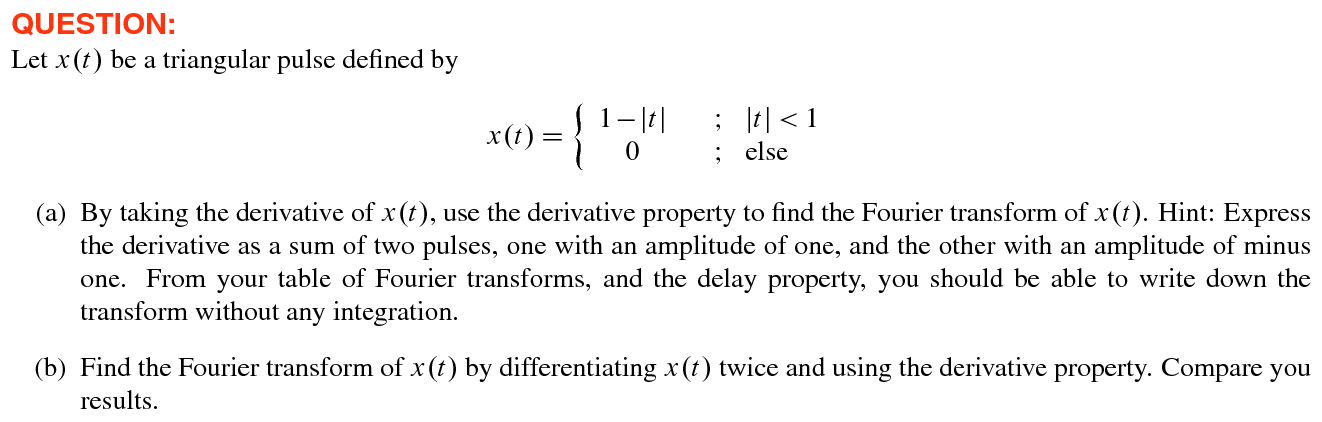 QUESTION:
Let x(t) be a triangular pulse defined by
x(t) = { 1 − |t| ; |t| < 1
0 ; else
(a) By taking the derivative of x(t), use the derivative property to find the Fourier transform of x(t). Hint: Express
the derivative as a sum of two pulses, one with an amplitude of one, and the other with an amplitude of minus
one. From your table of Fourier transforms, and the delay property, you should be able to write down the
transform without any integration.
(b) Find the Fourier transform of x(t) by differentiating x(t) twice and using the derivative property. Compare you
results.